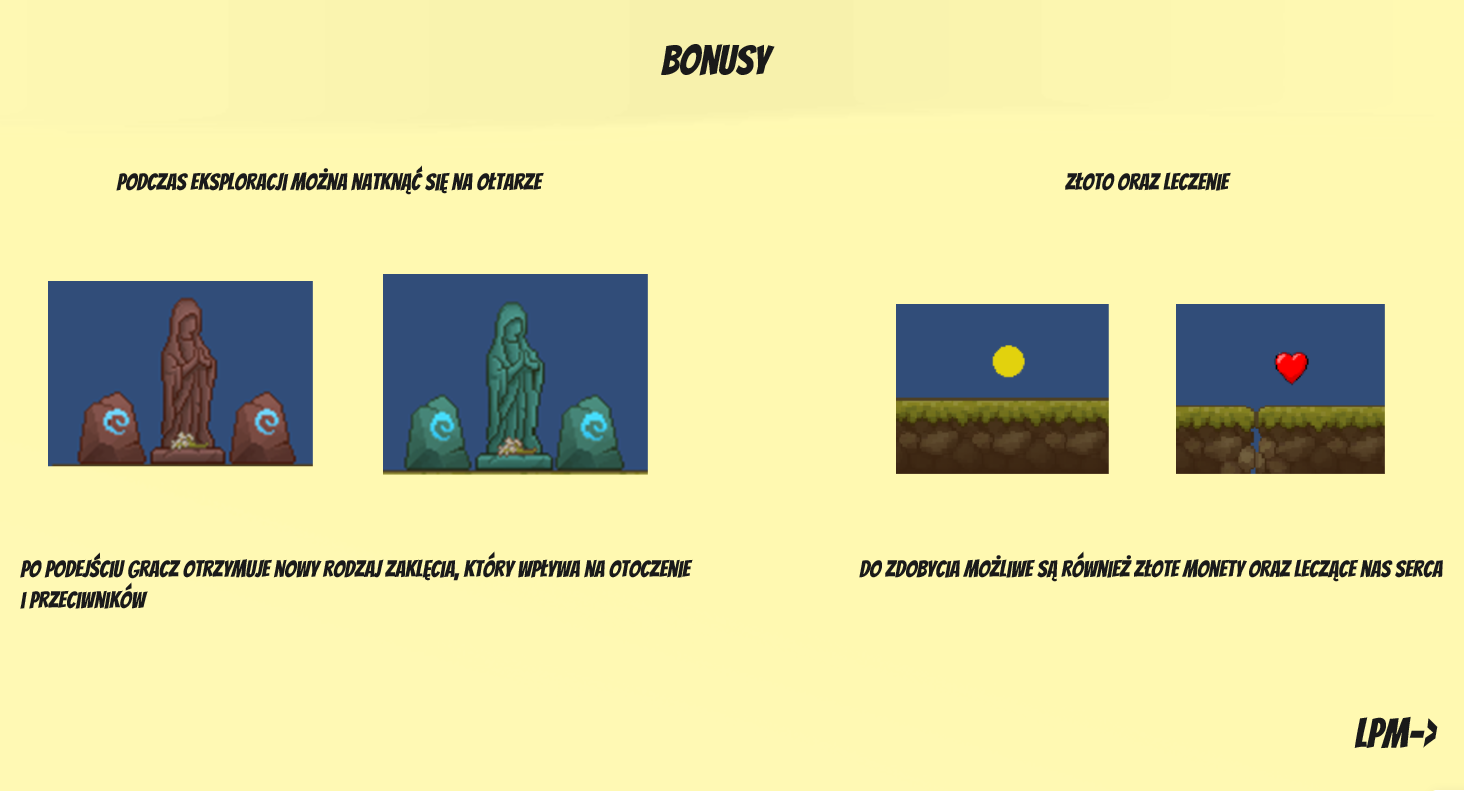 BONUSY
PODCZAS EKSPLORACJI MOŻNA NATKNĄĆ SIĘ NA OŁTARZE
ZŁOTO ORAZ LECZENIE
PO PODEJŚCIU GRACZ OTRZYMUJE NOWY RODZAJ ZAKLĘCIA, KTÓRY WPŁYWA NA OTOCZENIE
I PRZECIWNIKÓW
DO ZDOBYCIA MOŻLIWE SĄ RÓWNIEŻ ZŁOTE MONETY ORAZ LECZĄCE NAS SERCA
LPM->